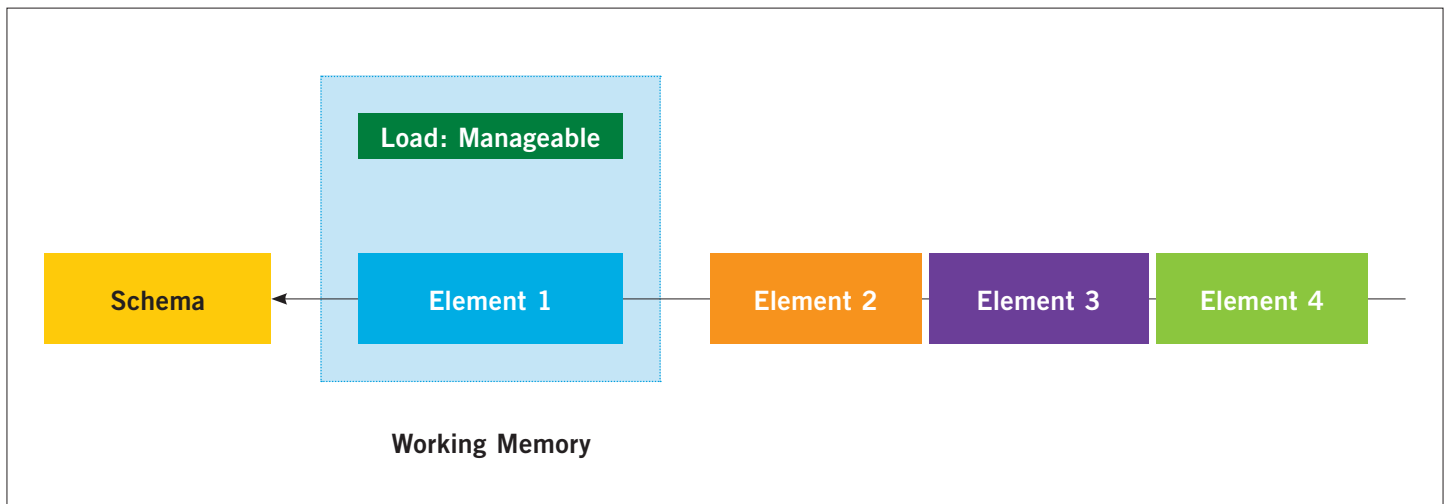 Load: Manageable
Schema
Element 1
Element 2
Element 3
Element 4
Working Memory